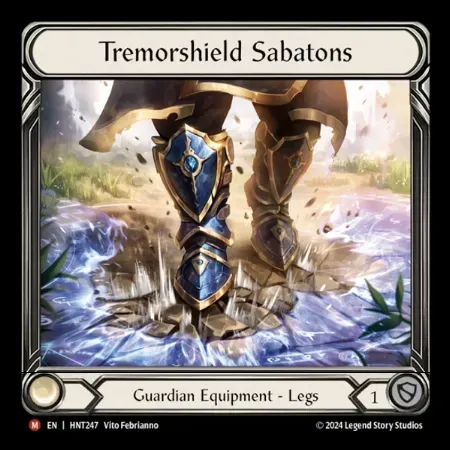 Tremorshield Sabatons
Guardian Equipment - Legs
1
M EN | HNT247 Vito Febrianno © 2024 Legend Story Studios